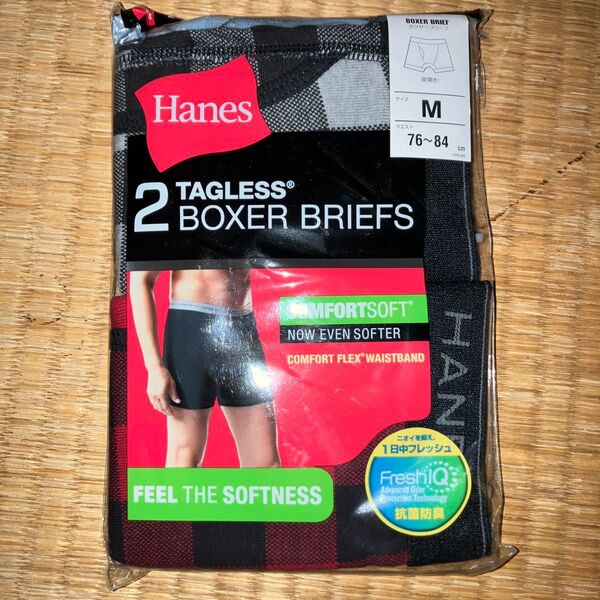 BOXER BRIEF
ボクサーブリーフ
(前開き)
サイズ
M
ウエスト
76~84 cm
Hanes
2 TAGLESS®
BOXER BRIEFS
COMFORTSOFT®
NOW EVEN SOFTER
COMFORT FLEX® WAISTBAND
HANE
FEEL THE SOFTNESS
ニオイを抑え、
1日中フレッシュ
FreshIQ
Advanced Odor
Protection Technology
抗菌防臭